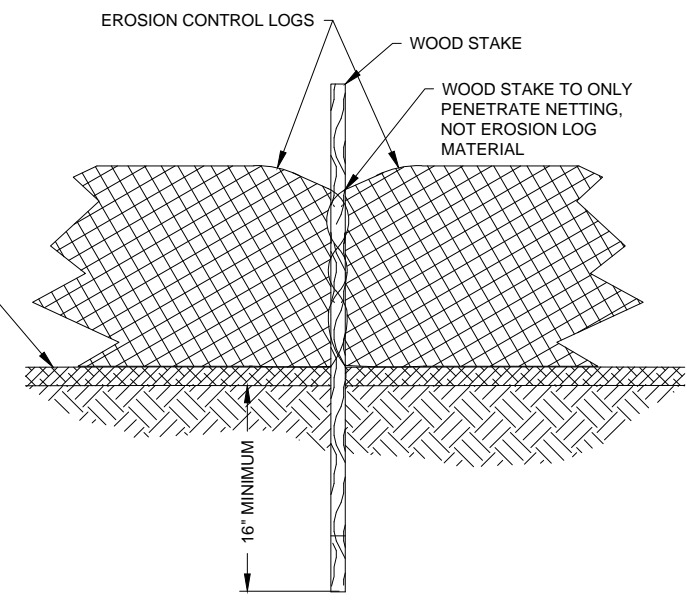 EROSION CONTROL LOGS
WOOD STAKE
WOOD STAKE TO ONLY
PENETRATE NETTING,
NOT EROSION LOG
MATERIAL
16" MINIMUM